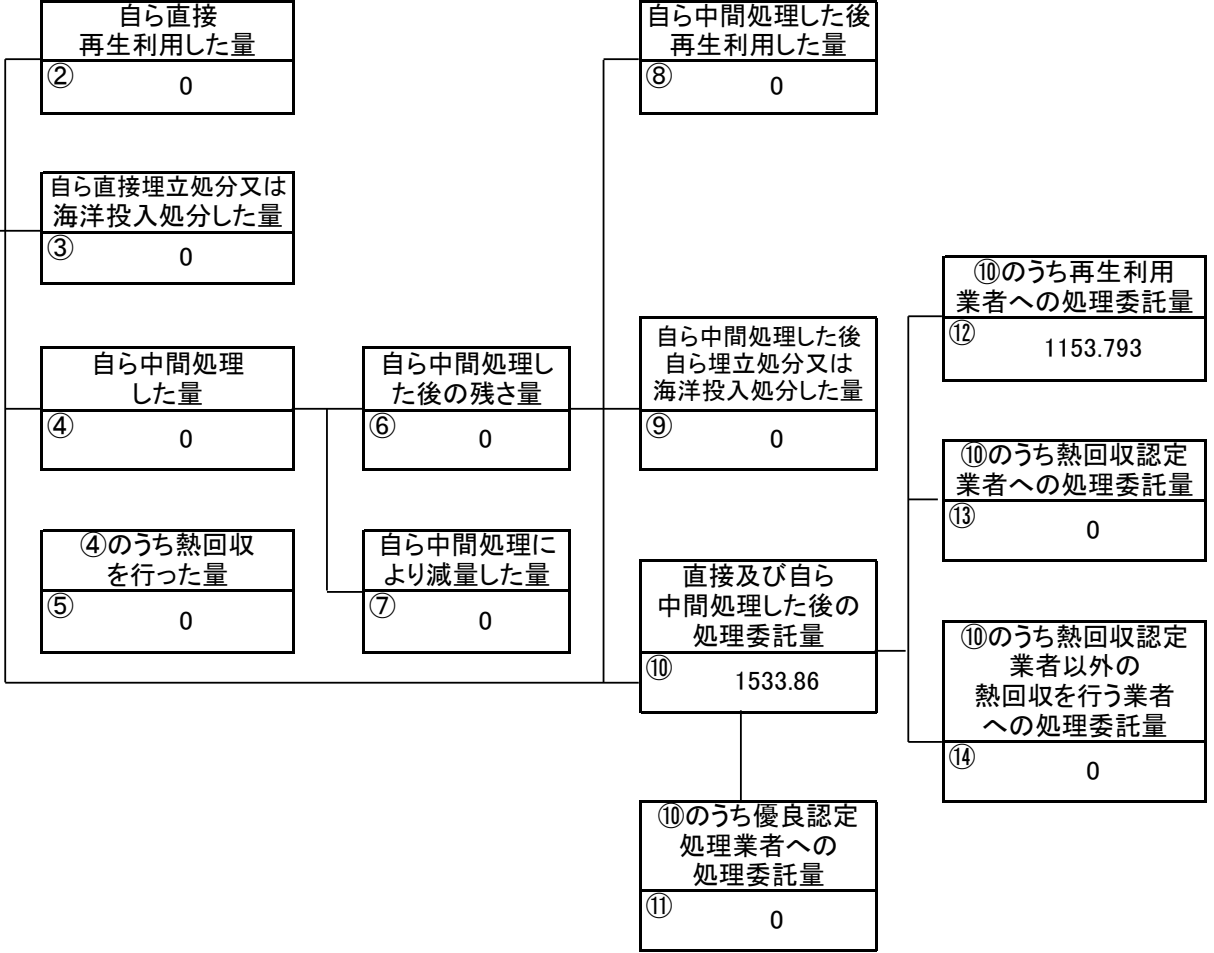 自ら直接
再生利用した量
②
0
自ら中間処理した後
再生利用した量
⑧
0
自ら直接埋立処分又は
海洋投入処分した量
③
0
⑩のうち再生利用
業者への処理委託量
⑫
1153.793
自ら中間処理
した量
④
0
自ら中間処理し
た後の残さ量
⑥
0
自ら中間処理した後
自ら埋立処分又は
海洋投入処分した量
⑨
0
⑩のうち熱回収認定
業者への処理委託量
⑬
0
④のうち熱回収
を行った量
⑤
0
自ら中間処理に
より減量した量
⑦
0
直接及び自ら
中間処理した後の
処理委託量
⑩
1533.86
⑩のうち熱回収認定
業者以外の
熱回収を行う業者
への処理委託量
⑭
0
⑩のうち優良認定
処理業者への
処理委託量
⑪
0